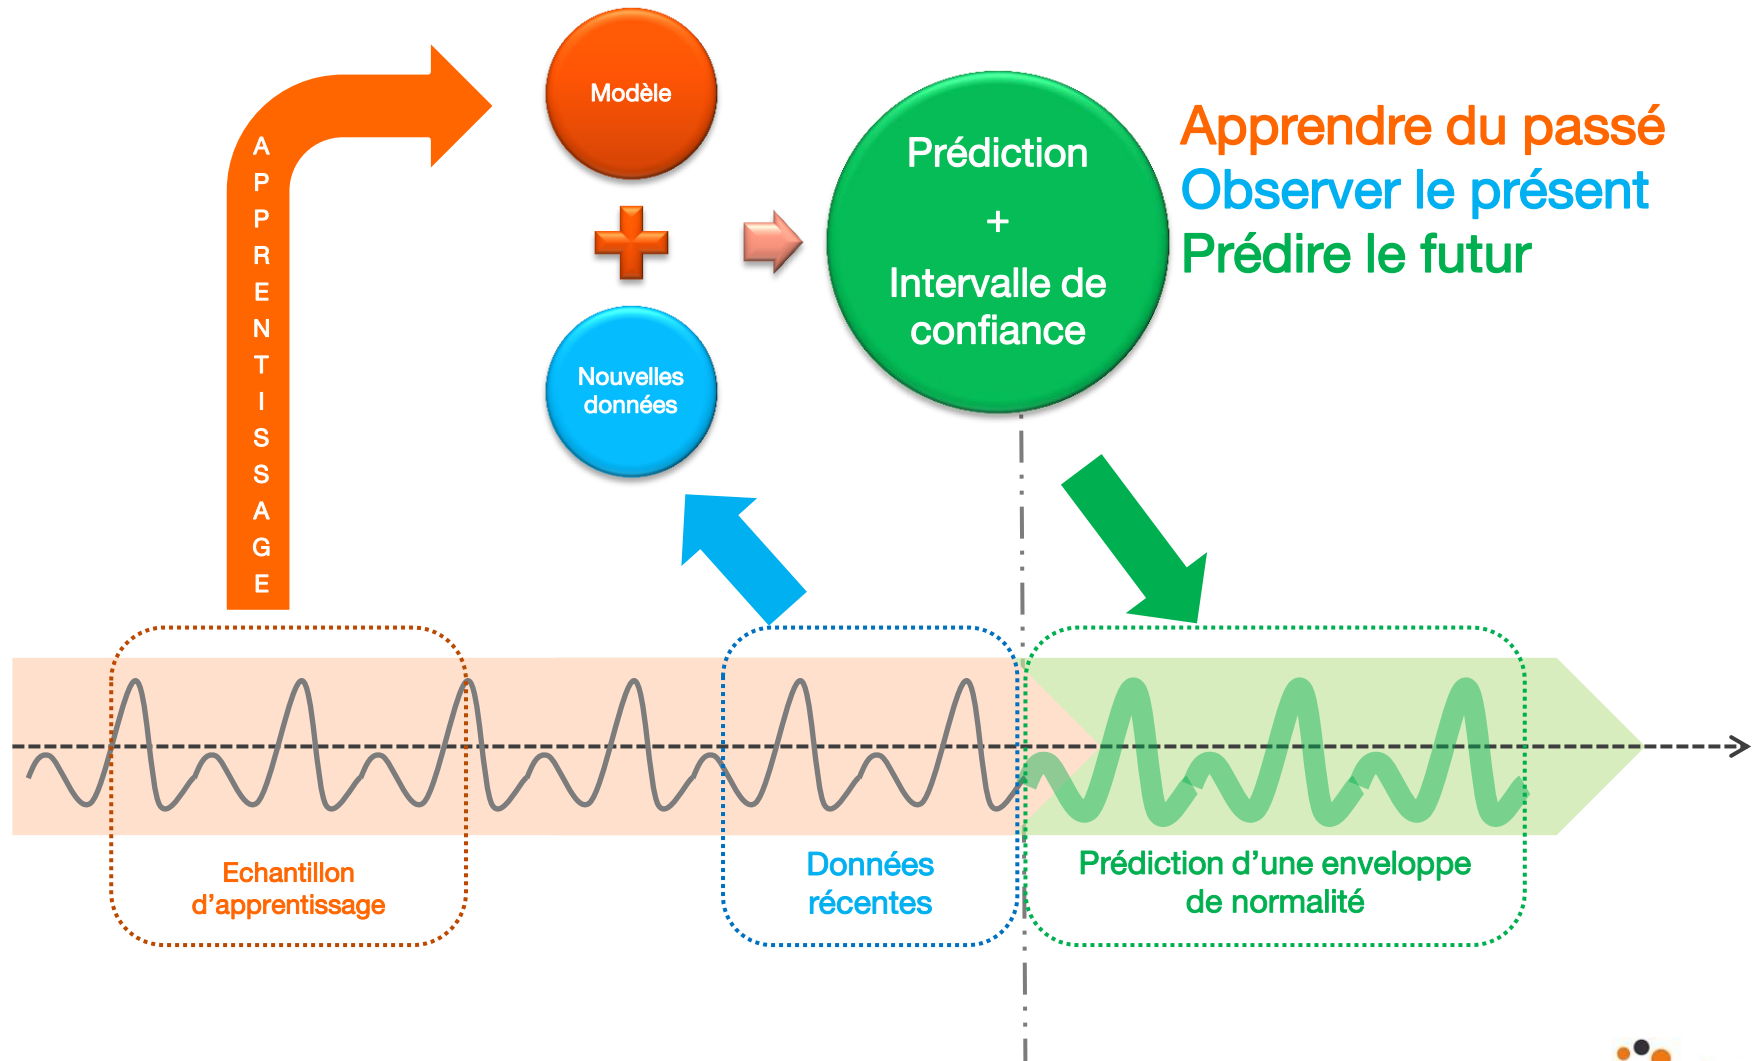 APPRENTISSAGE
Modèle
Nouvelles
données
Prédiction
+
Intervalle de
confiance
Apprendre du passé
Observer le présent
Prédire le futur
Echantillon
d’apprentissage
Données
récentes
Prédiction d’une enveloppe
de normalité